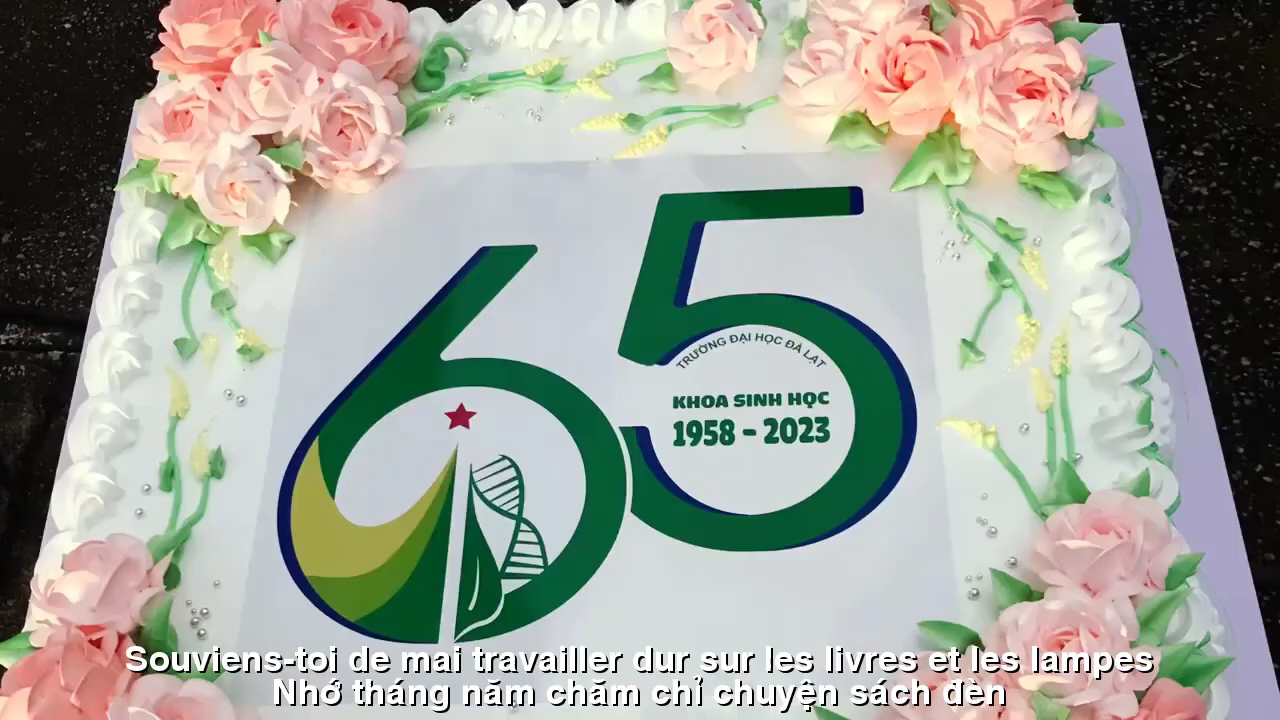 65
TRƯỜNG ĐẠI HỌC ĐÀ LẠT
KHOA SINH HỌC
1958 - 2023
Souviens-toi de mai travailler dur sur les livres et les lampes
Nhớ tháng năm chăm chỉ chuyện sách đèn